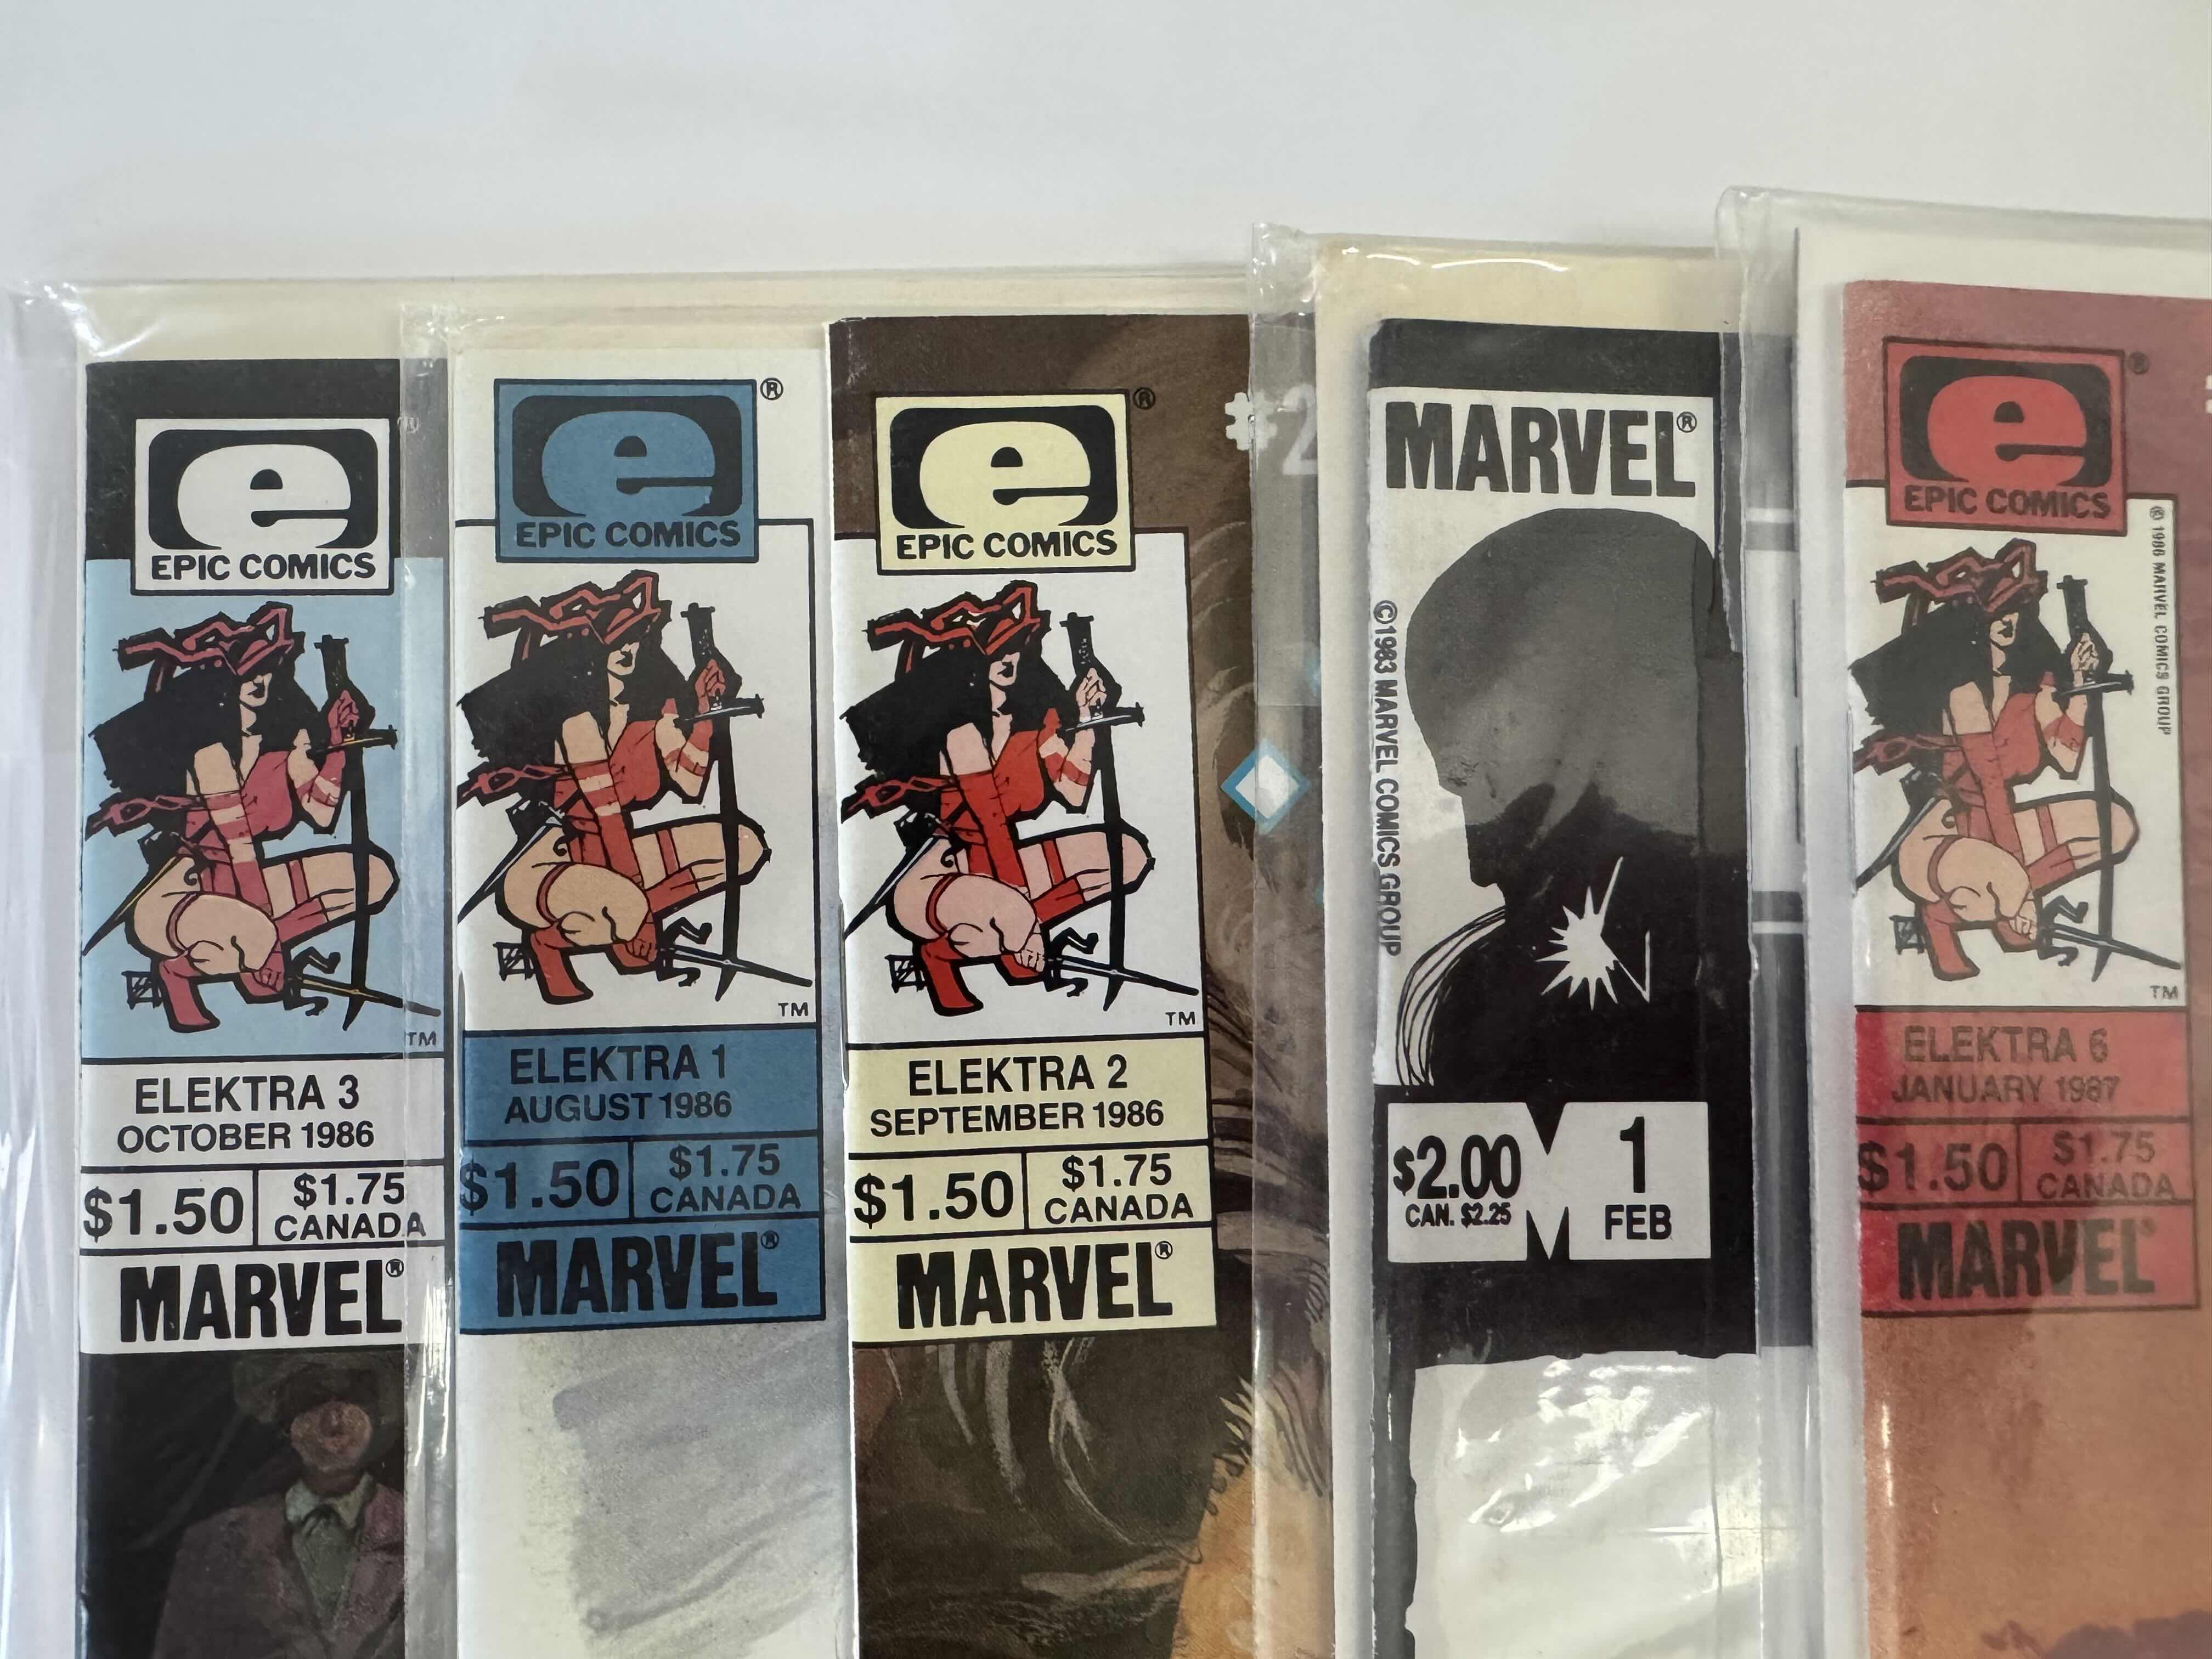 e ®
EPIC COMICS
TM
ELEKTRA 3
OCTOBER 1986
$1.50
$1.75
CANADA
MARVEL®
e ®
EPIC COMICS
TM
ELEKTRA 1
AUGUST 1986
$1.50
$1.75
CANADA
MARVEL®
e ®
EPIC COMICS
#2
TM
ELEKTRA 2
SEPTEMBER 1986
$1.50
$1.75
CANADA
MARVEL®
MARVEL®
©1983 MARVEL COMICS GROUP
$2.00
CAN. $2.25
1
FEB
e ®
EPIC COMICS
© 1986 MARVEL COMICS GROUP
TM
ELEKTRA 6
JANUARY 1987
$1.50
$1.75
CANADA
MARVEL®